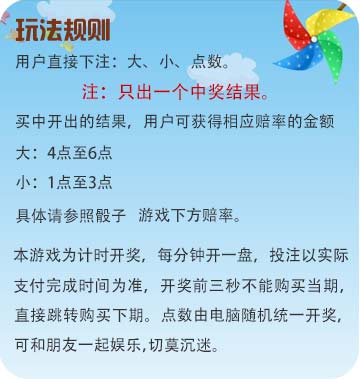 玩法规则
用户直接下注：大、小、点数。
注：只出一个中奖结果。
买中开出的结果，用户可获得相应赔率的金额
大：4点至6点
小：1点至3点
具体请参照骰子 游戏下方赔率。
本游戏为计时开奖，每分钟开一盘，投注以实际
支付完成时间为准，开奖前三秒不能购买当期，
直接跳转购买下期。点数由电脑随机统一开奖，
可和朋友一起娱乐,切莫沉迷。